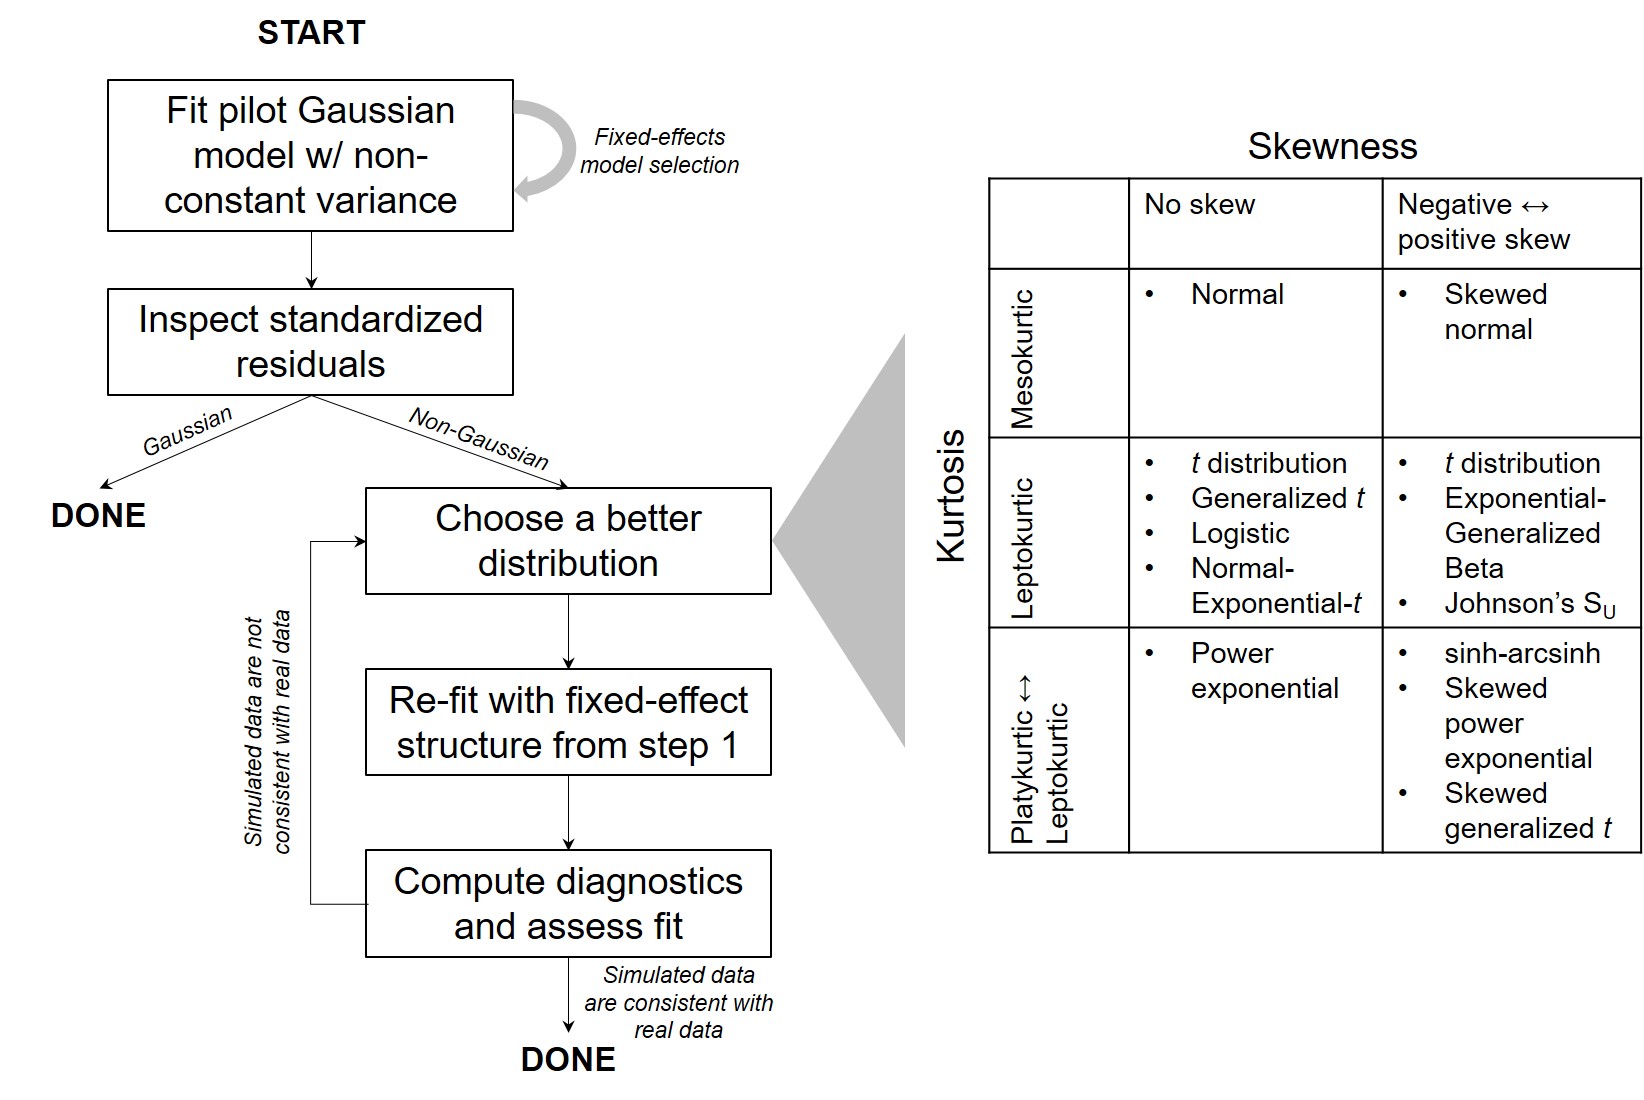 START
Fit pilot Gaussian
model w/ non-
constant variance
Fixed-effects
model selection
Inspect standardized
residuals
Gaussian
Non-Gaussian
DONE
Choose a better
distribution
Re-fit with fixed-effect
structure from step 1
Simulated data are not
consistent with real data
Compute diagnostics
and assess fit
Simulated data
are consistent with
real data
DONE
Skewness
Kurtosis
No skew
Negative ↔
positive skew
Mesokurtic
• Normal
• Skewed
normal
Leptokurtic
• t distribution
• Generalized t
• Logistic
• Normal-
Exponential-t
• t distribution
• Exponential-
Generalized
Beta
• Johnson’s SU
Platykurtic ↔
Leptokurtic
• Power
exponential
• sinh-arcsinh
• Skewed
power
exponential
• Skewed
generalized t